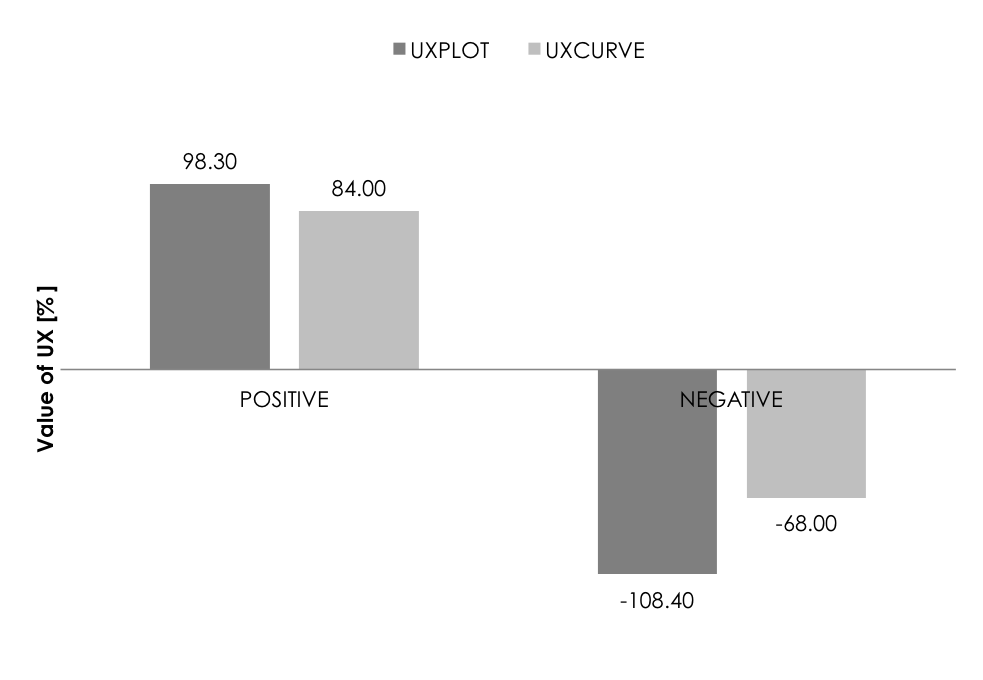 UXPLOT UXCURVE
98.30
84.00
Value of UX [%]
POSITIVE
NEGATIVE
-68.00
-108.40